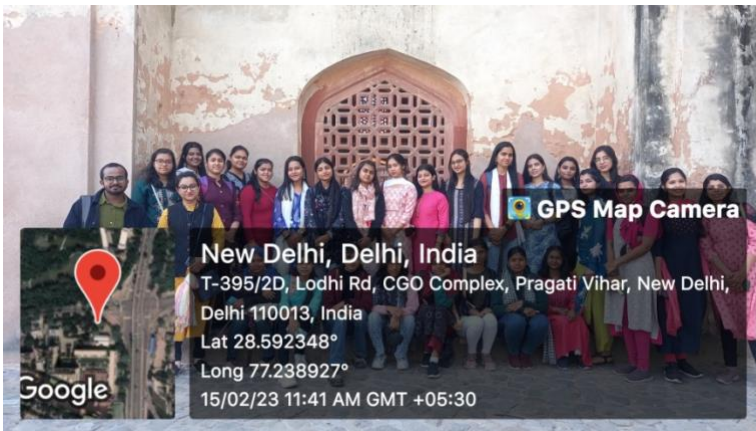 GPS Map Camera
New Delhi, Delhi, India
T-395/2D, Lodhi Rd, CGO Complex, Pragati Vihar, New Delhi,
Delhi 110013, India
Lat 28.592348°
Long 77.238927°
15/02/23 11:41 AM GMT +05:30
Google